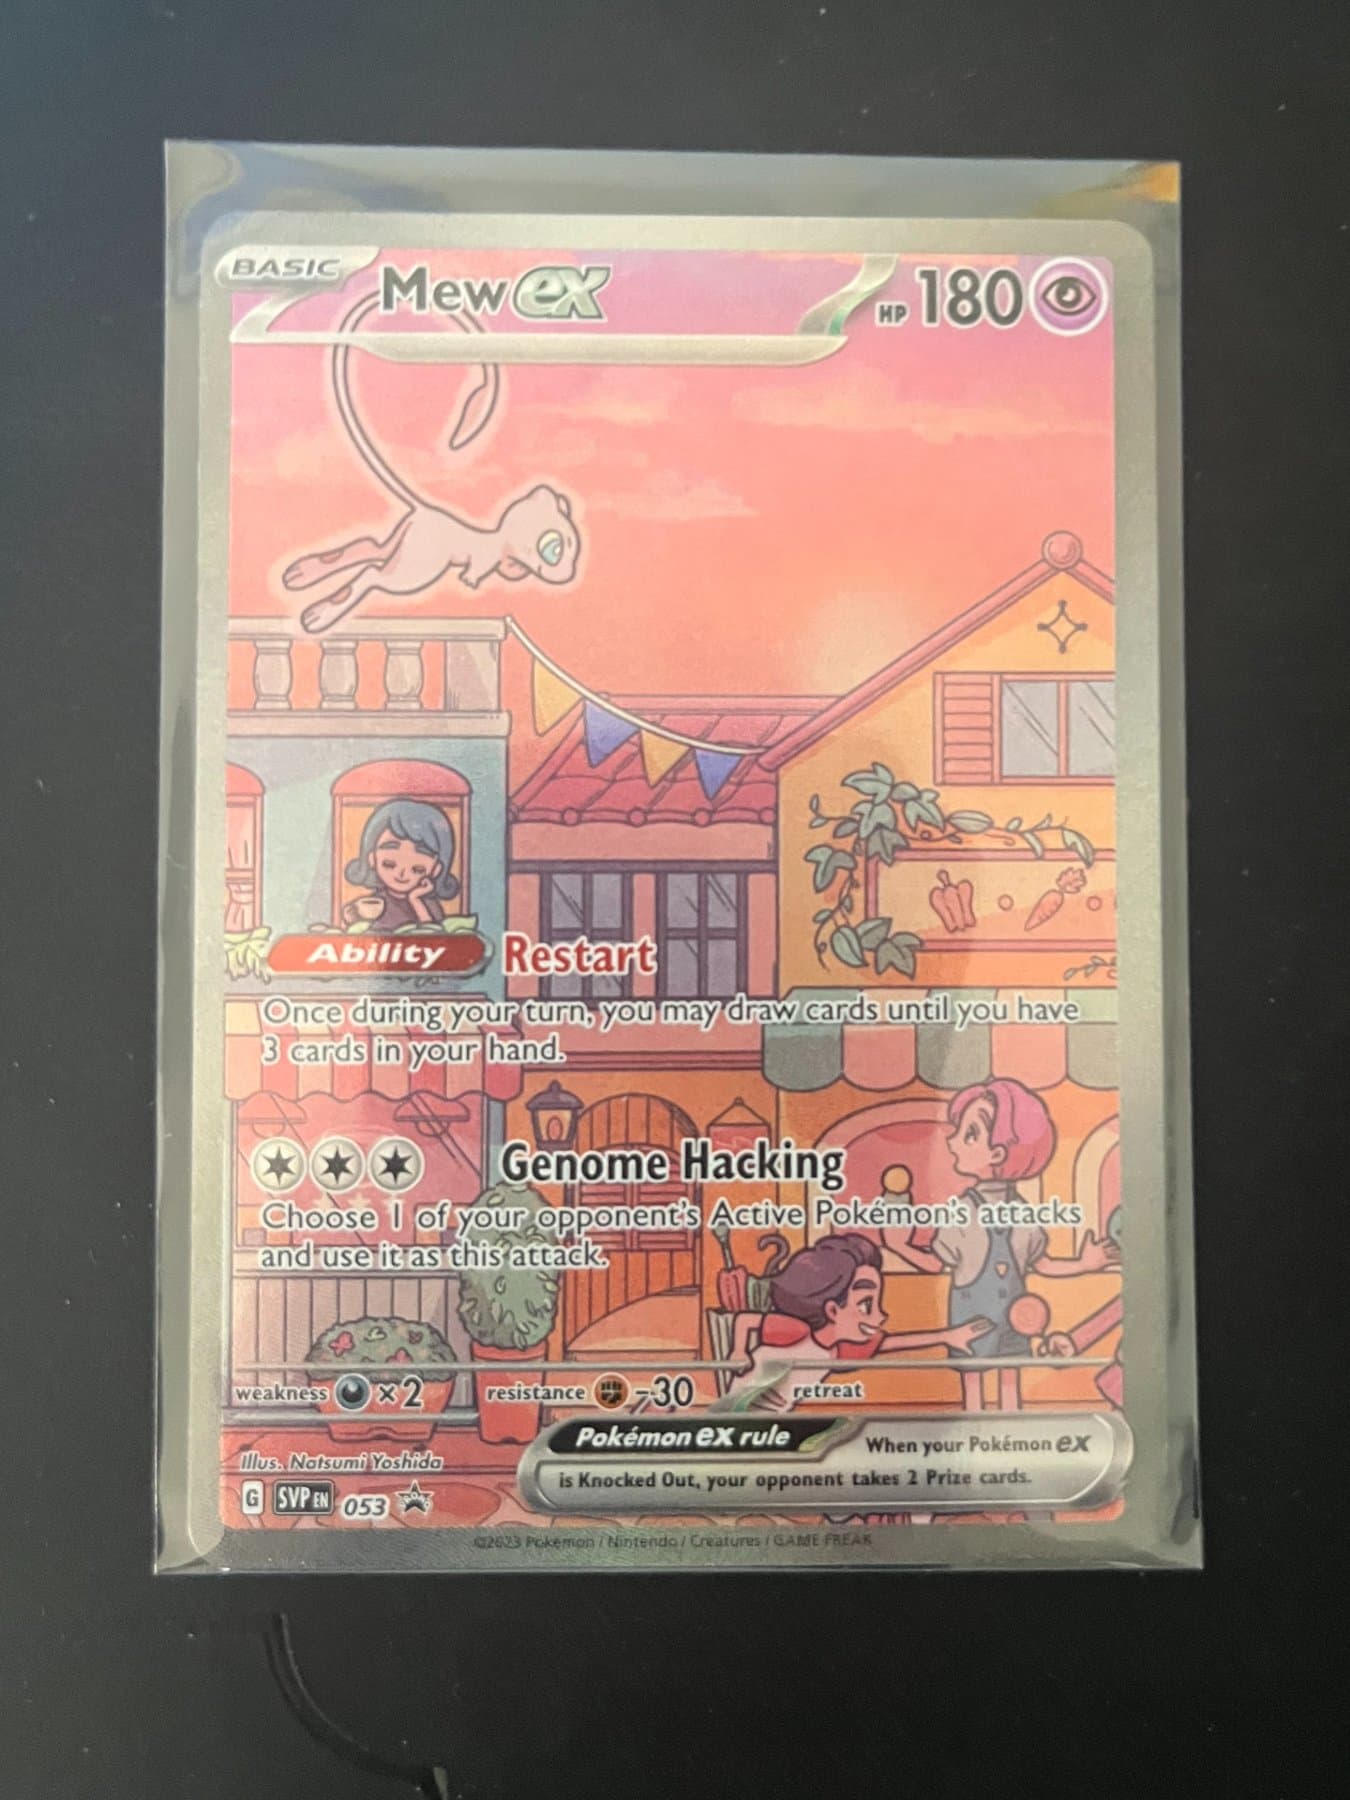 BASIC Mew ex HP 180
Ability Restart
Once during your turn, you may draw cards until you have
3 cards in your hand.
Genome Hacking
Choose 1 of your opponent's Active Pokémon's attacks
and use it as this attack.
weakness ×2 resistance -30 retreat
Pokémon ex rule When your Pokémon ex
is Knocked Out, your opponent takes 2 Prize cards.
Illus. Natsumi Yoshida
G SVP EN 053
©2023 Pokémon / Nintendo / Creatures / GAME FREAK